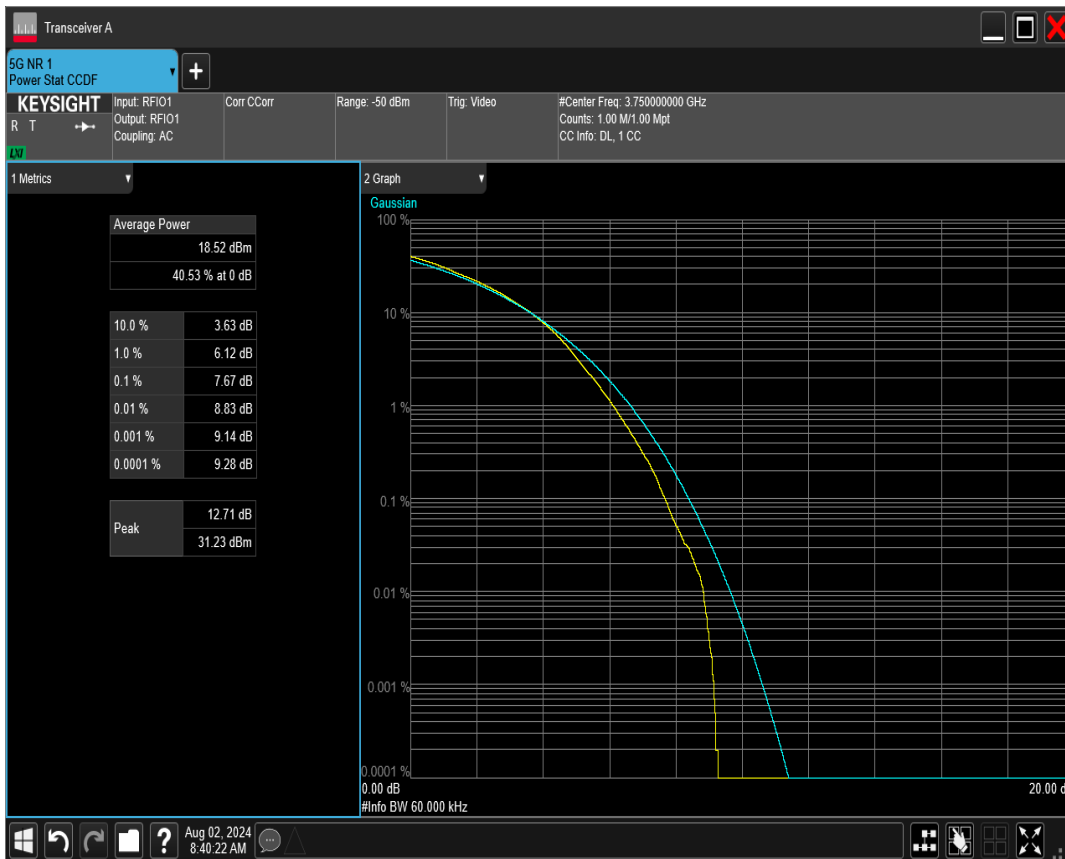 Transceiver A
5G NR 1
Power Stat CCDF
+
KEYSIGHT
R T
LXI
Input: RFIO1
Output: RFIO1
Coupling: AC
Corr CCorr
Range: -50 dBm
Trig: Video
#Center Freq: 3.750000000 GHz
Counts: 1.00 M/1.00 Mpt
CC Info: DL, 1 CC
1 Metrics
Average Power
18.52 dBm
40.53 % at 0 dB
10.0 % 3.63 dB
1.0 % 6.12 dB
0.1 % 7.67 dB
0.01 % 8.83 dB
0.001 % 9.14 dB
0.0001 % 9.28 dB
Peak
12.71 dB
31.23 dBm
2 Graph
Gaussian
100 %
10 %
1 %
0.1 %
0.01 %
0.001 %
0.0001 %
0.00 dB
20.00 d
#Info BW 60.000 kHz
?
Aug 02, 2024
8:40:22 AM